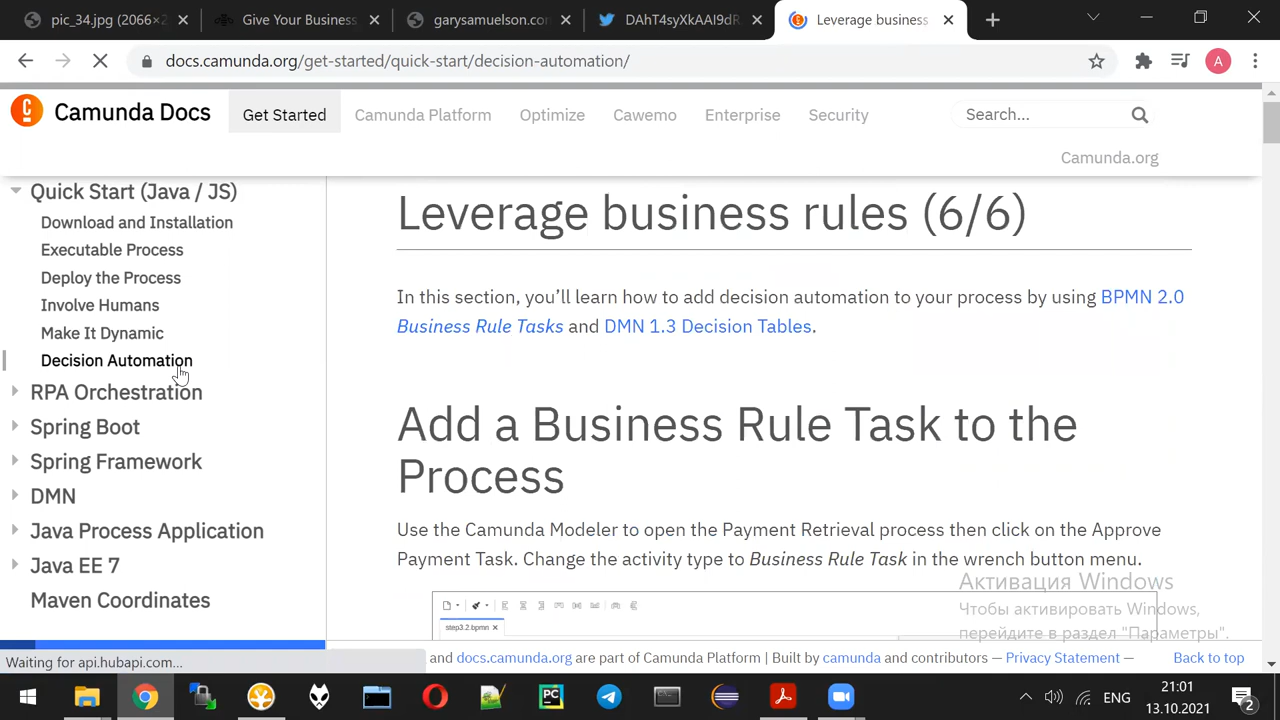 pic_34.jpg (2066×2
Give Your Business
garysamuelson.co
DAhT4syXkAAI9dR
Leverage business
docs.camunda.org/get-started/quick-start/decision-automation/
A
Camunda Docs
Get Started
Camunda Platform
Optimize
Cawemo
Enterprise
Security
Search...
Camunda.org
Quick Start (Java / JS)
Download and Installation
Executable Process
Deploy the Process
Involve Humans
Make It Dynamic
Decision Automation
RPA Orchestration
Spring Boot
Spring Framework
DMN
Java Process Application
Java EE 7
Maven Coordinates
Leverage business rules (6/6)
In this section, you’ll learn how to add decision automation to your process by using BPMN 2.0
Business Rule Tasks and DMN 1.3 Decision Tables.
Add a Business Rule Task to the
Process
Use the Camunda Modeler to open the Payment Retrieval process then click on the Approve
Payment Task. Change the activity type to Business Rule Task in the wrench button menu.
step3.2.bpmn
Активация Windows
Чтобы активировать Windows,
перейдите в раздел "Параметры".
Waiting for api.hubapi.com...
and docs.camunda.org are part of Camunda Platform | Built by camunda and contributors — Privacy Statement —
Back to top
PC
ENG
21:01
13.10.2021
2